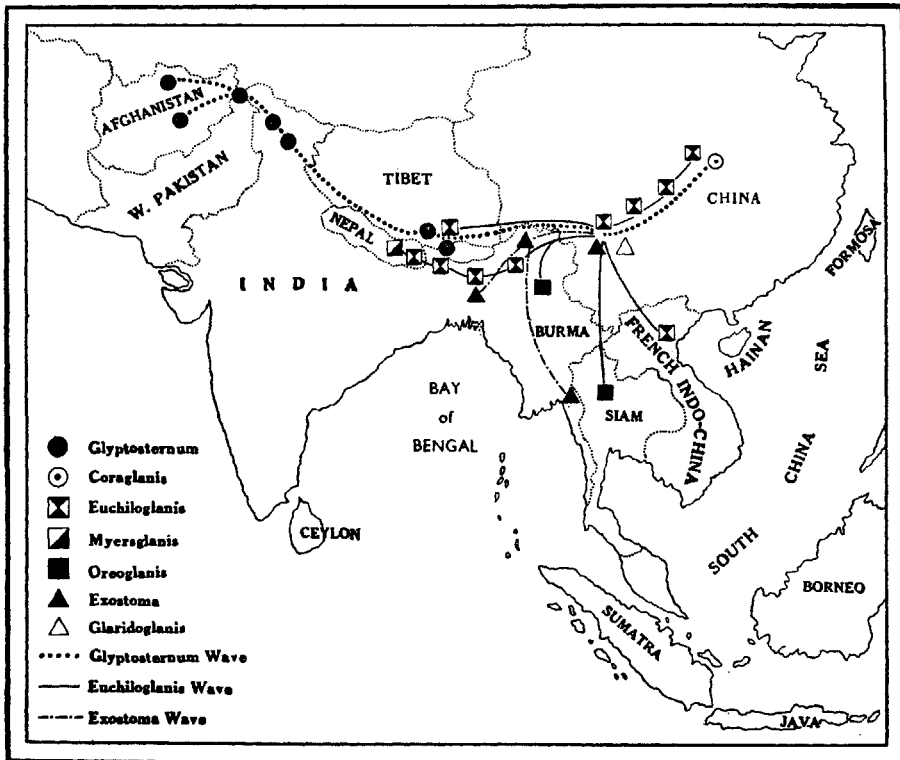 AFGHANISTAN
W. PAKISTAN
TIBET
NEPAL
CHINA
FORMOSA
INDIA
BURMA
FRENCH INDO-CHINA
HAINAN
SEA
BAY
of
BENGAL
SIAM
CHINA
SOUTH
CEYLON
BORNEO
SUMATRA
JAVA
Glyptosternum
Coraglanis
Euchiloglanis
Myersglanis
Oreoglanis
Exostoma
Glaridoglanis
Glyptosternum Wave
Euchiloglanis Wave
Exostoma Wave